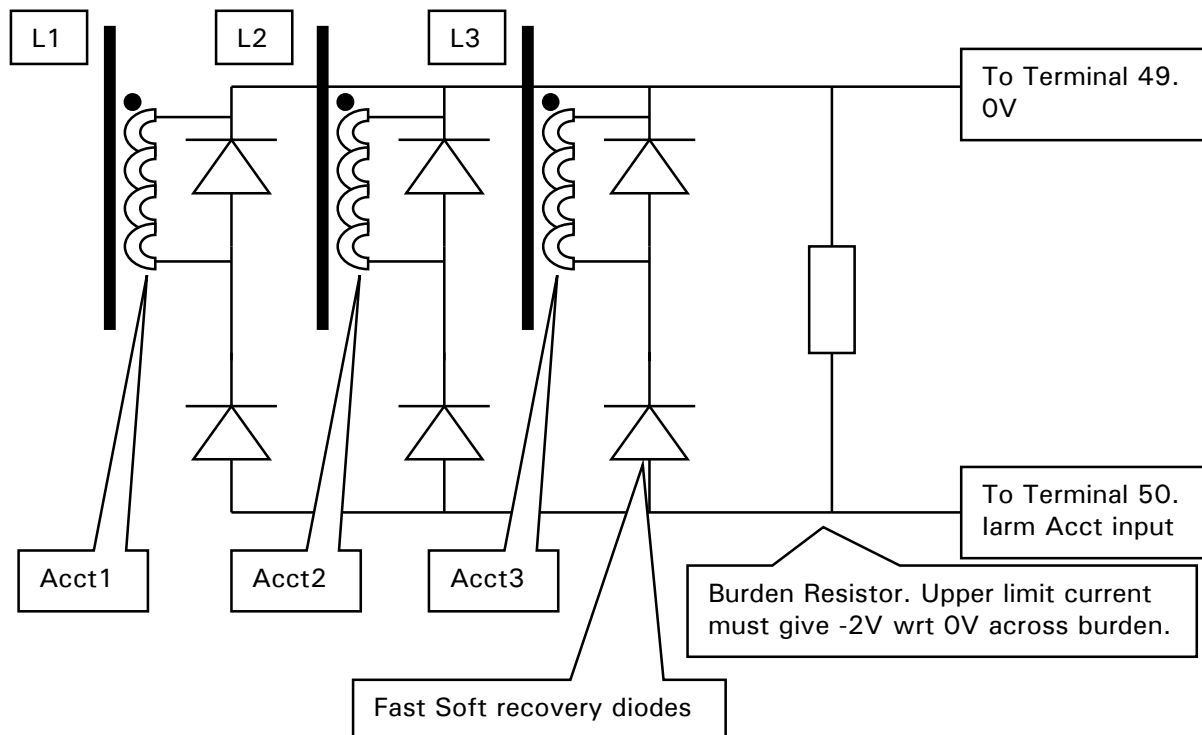 L1
L2
L3
To Terminal 49.
0V
To Terminal 50.
Iarm Acct input
Acct1
Acct2
Acct3
Burden Resistor. Upper limit current
must give -2V wrt 0V across burden.
Fast Soft recovery diodes